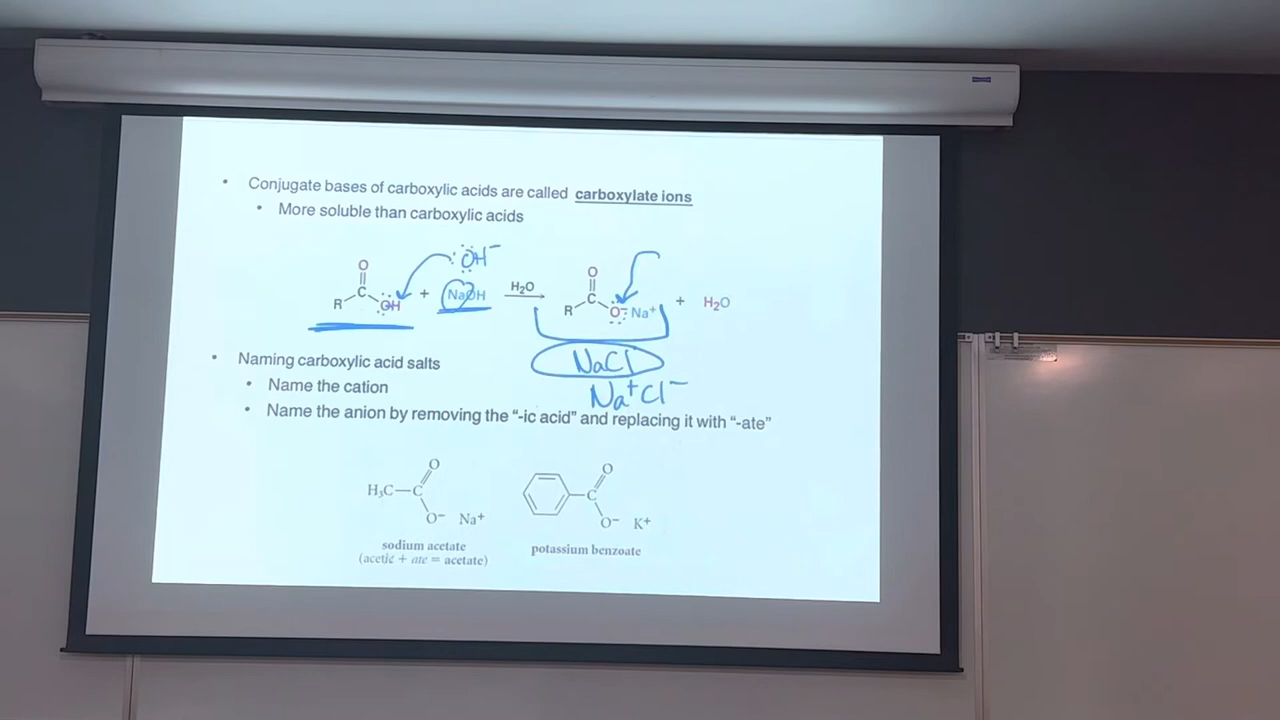 • Conjugate bases of carboxylic acids are called carboxylate ions
• More soluble than carboxylic acids
:ÖH⁻
O
R C OH + NaOH H₂O
O
R C O⁻ Na⁺ + H₂O
NaCl
Na⁺Cl⁻
• Naming carboxylic acid salts
• Name the cation
• Name the anion by removing the “-ic acid” and replacing it with “-ate”
O
H₃C—C
O⁻ Na⁺
sodium acetate
(acetic + ate = acetate)
O
C
O⁻ K⁺
potassium benzoate